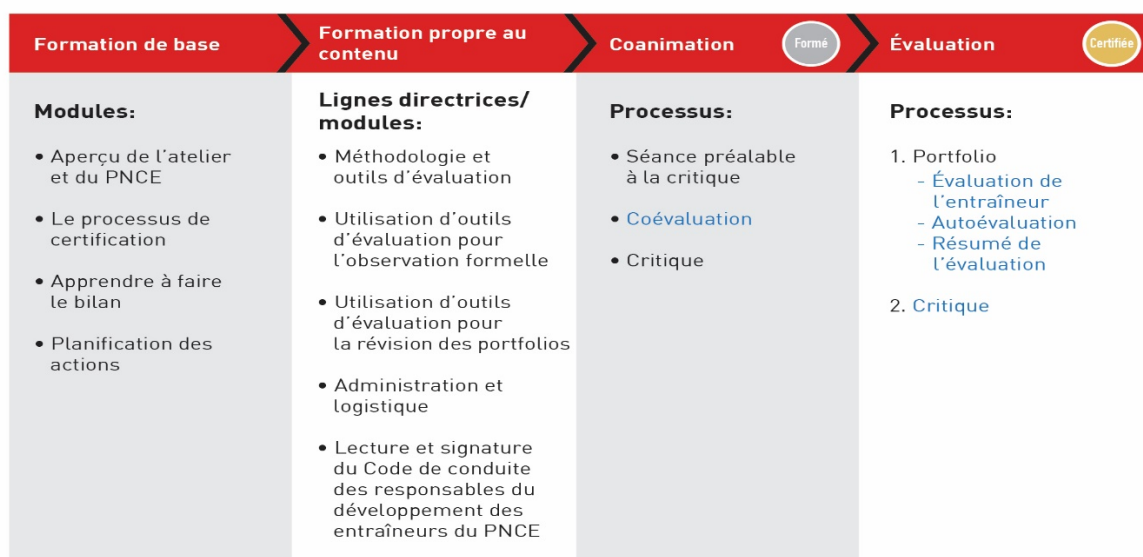 Formation de base
Formation propre au
contenu
Coanimation
Formé
Évaluation
Certifiée
Modules:
• Aperçu de l'atelier
et du PNCE
• Le processus de
certification
• Apprendre à faire
le bilan
• Planification des
actions
Lignes directrices/
modules:
• Méthodologie et
outils d'évaluation
• Utilisation d'outils
d'évaluation pour
l'observation formelle
• Utilisation d'outils
d'évaluation pour
la révision des portfolios
• Administration et
logistique
• Lecture et signature
du Code de conduite
des responsables du
développement des
entraîneurs du PNCE
Processus:
• Séance préalable
à la critique
• Coévaluation
• Critique
Processus:
1. Portfolio
- Évaluation de
l'entraîneur
- Autoévaluation
- Résumé de
l'évaluation
2. Critique